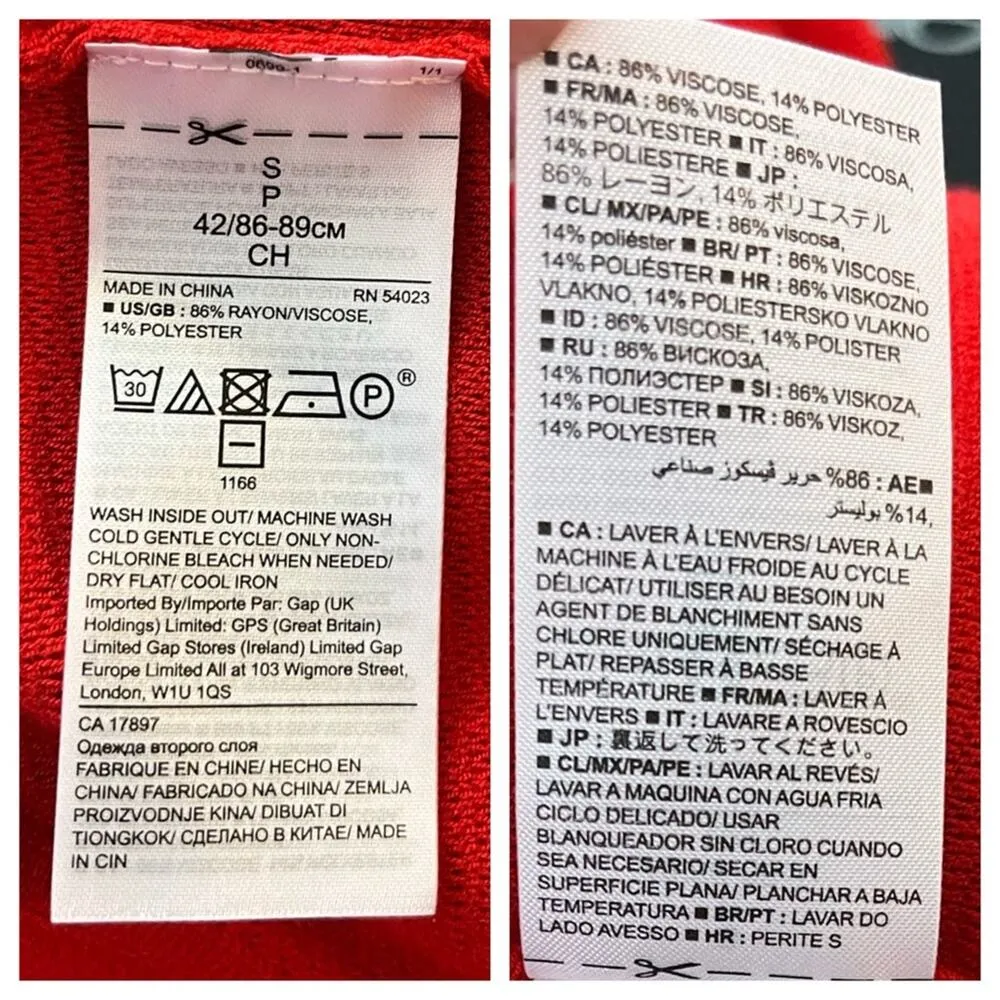 0699-1
1/1
S
P
42/86-89СМ
CH
MADE IN CHINA RN 54023
■ US/GB : 86% RAYON/VISCOSE,
14% POLYESTER
30
P
®
1166
WASH INSIDE OUT/ MACHINE WASH
COLD GENTLE CYCLE/ ONLY NON-
CHLORINE BLEACH WHEN NEEDED/
DRY FLAT/ COOL IRON
Imported By/Importe Par: Gap (UK
Holdings) Limited: GPS (Great Britain)
Limited Gap Stores (Ireland) Limited Gap
Europe Limited All at 103 Wigmore Street,
London, W1U 1QS
CA 17897
Одежда второго слоя
FABRIQUE EN CHINE/ HECHO EN
CHINA/ FABRICADO NA CHINA/ ZEMLJA
PROIZVODNJE KINA/ DIBUAT DI
TIONGKOK/ СДЕЛАНО В КИТАЕ/ MADE
IN CIN
■ CA : 86% VISCOSE, 14% POLYESTER
■ FR/MA : 86% VISCOSE,
14% POLYESTER ■ IT : 86% VISCOSA,
14% POLIESTERE ■ JP :
86% レーヨン, 14% ポリエステル
■ CL/ MX/PA/PE : 86% viscosa,
14% poliéster ■ BR/ PT : 86% VISCOSE,
14% POLIÉSTER ■ HR : 86% VISKOZNO
VLAKNO, 14% POLIESTERSKO VLAKNO
■ ID : 86% VISCOSE, 14% POLISTER
■ RU : 86% ВИСКОЗА,
14% ПОЛИЭСТЕР ■ SI : 86% VISKOZA,
14% POLIESTER ■ TR : 86% VISKOZ,
14% POLYESTER
■AE : 86% حرير ڤيسكوز صناعي
,14% بوليستر
■ CA : LAVER À L'ENVERS/ LAVER À LA
MACHINE À L'EAU FROIDE AU CYCLE
DÉLICAT/ UTILISER AU BESOIN UN
AGENT DE BLANCHIMENT SANS
CHLORE UNIQUEMENT/ SÉCHAGE À
PLAT/ REPASSER À BASSE
TEMPÉRATURE ■ FR/MA : LAVER À
L'ENVERS ■ IT : LAVARE A ROVESCIO
■ JP : 裏返して洗ってください。
■ CL/MX/PA/PE : LAVAR AL REVÉS/
LAVAR A MAQUINA CON AGUA FRIA
CICLO DELICADO/ USAR
BLANQUEADOR SIN CLORO CUANDO
SEA NECESARIO/ SECAR EN
SUPERFICIE PLANA/ PLANCHAR A BAJA
TEMPERATURA ■ BR/PT : LAVAR DO
LADO AVESSO ■ HR : PERITE S